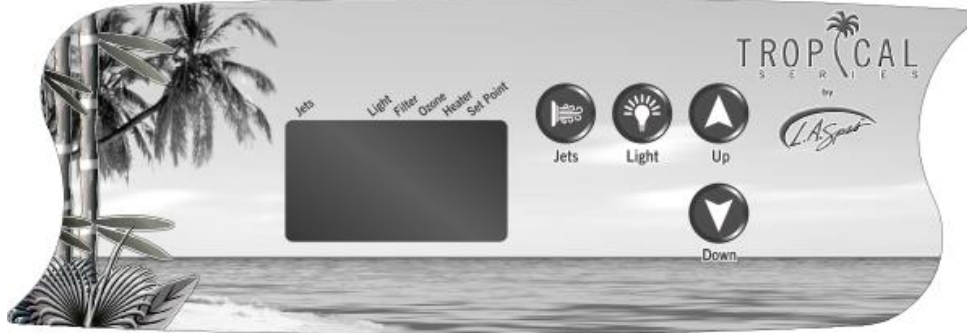 TROPICAL
SERIES
by
L.A. Spas
Jets
Light
Filter
Ozone
Heater
Set Point
Jets
Light
Up
Down